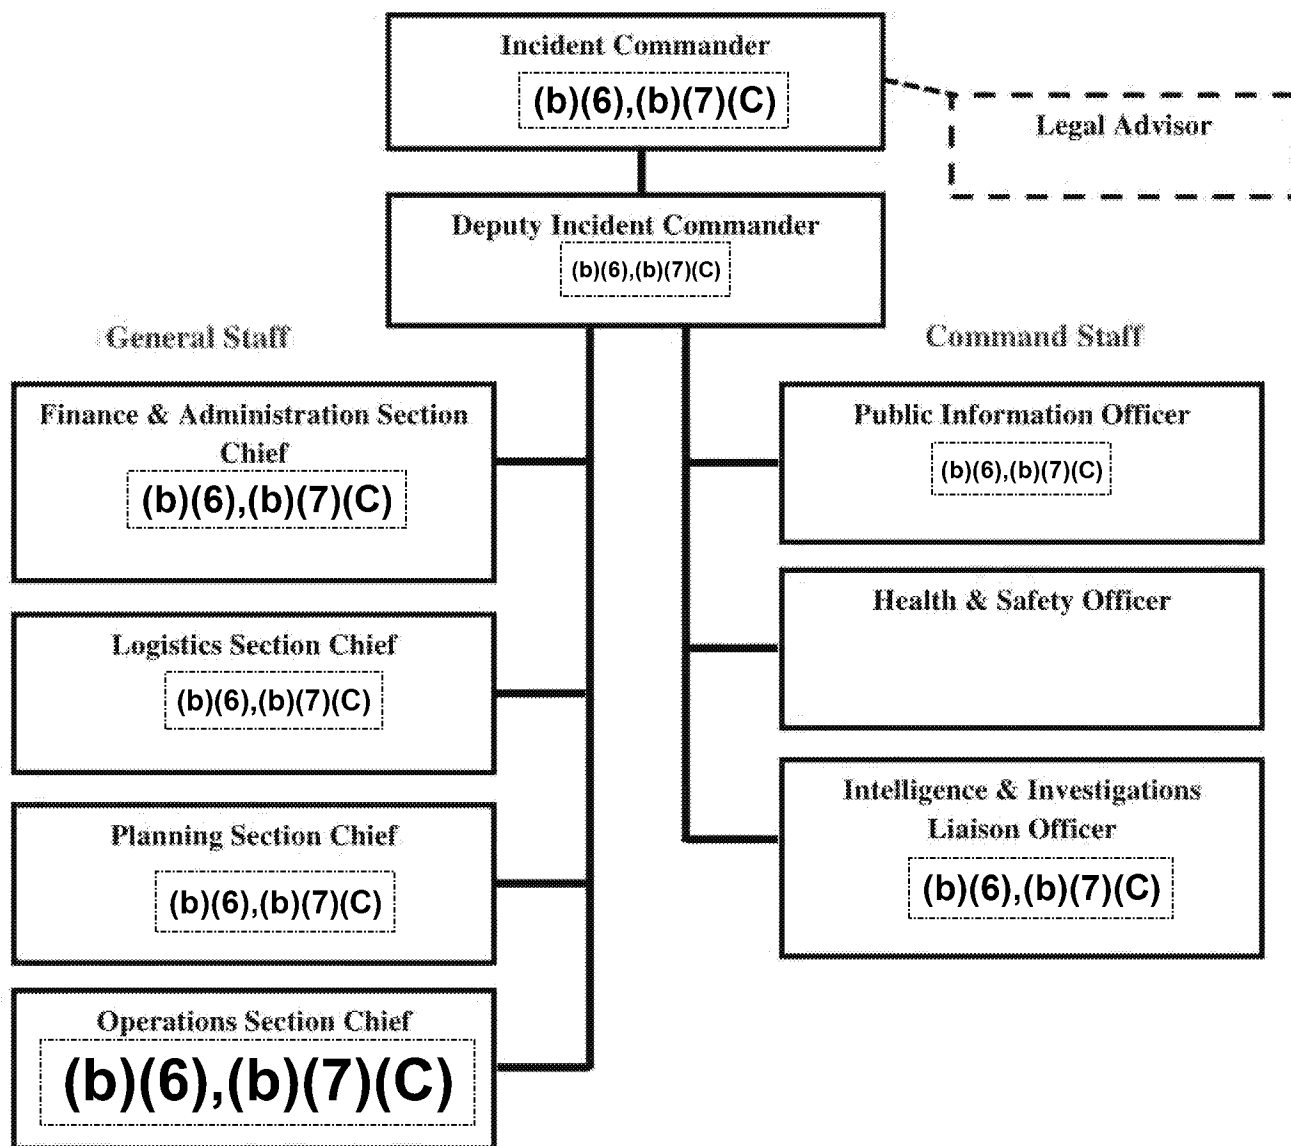 Incident Commander
(b)(6),(b)(7)(C)
Legal Advisor
Deputy Incident Commander
(b)(6),(b)(7)(C)
General Staff
Command Staff
Finance & Administration Section
Chief
(b)(6),(b)(7)(C)
Public Information Officer
(b)(6),(b)(7)(C)
Logistics Section Chief
(b)(6),(b)(7)(C)
Health & Safety Officer
Planning Section Chief
(b)(6),(b)(7)(C)
Intelligence & Investigations
Liaison Officer
(b)(6),(b)(7)(C)
Operations Section Chief
(b)(6),(b)(7)(C)